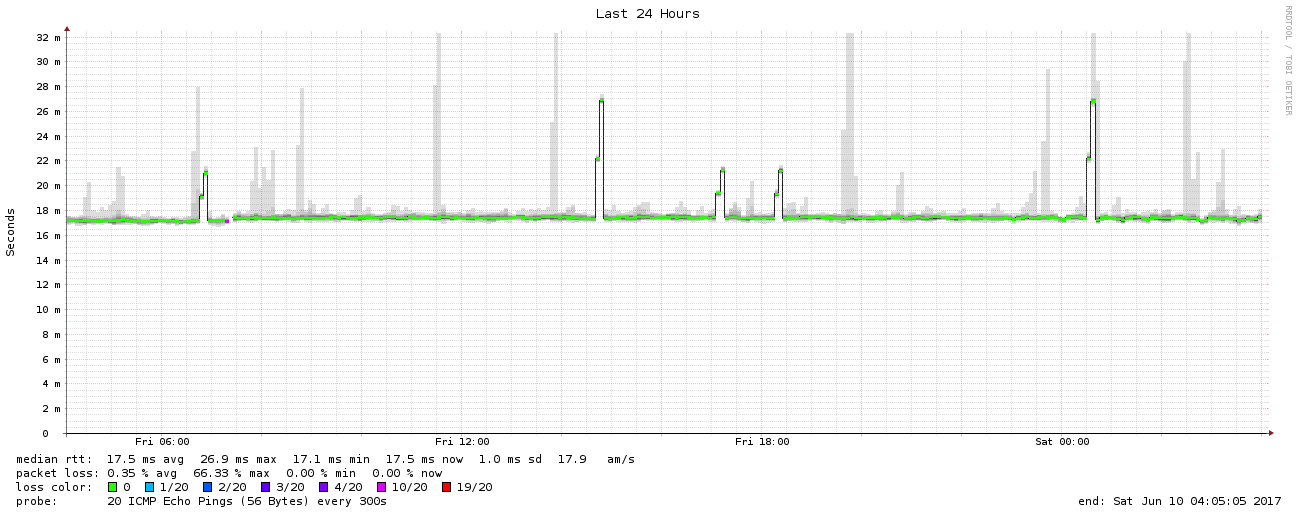 Last 24 Hours
RRDTOOL / TOBI OETIKER
Seconds
32 m
30 m
28 m
26 m
24 m
22 m
20 m
18 m
16 m
14 m
12 m
10 m
8 m
6 m
4 m
2 m
0
Fri 06:00 Fri 12:00 Fri 18:00 Sat 00:00
median rtt: 17.5 ms avg 26.9 ms max 17.1 ms min 17.5 ms now 1.0 ms sd 17.9 am/s
packet loss: 0.35 % avg 66.33 % max 0.00 % min 0.00 % now
loss color: 0 1/20 2/20 3/20 4/20 10/20 19/20
probe: 20 ICMP Echo Pings (56 Bytes) every 300s end: Sat Jun 10 04:05:05 2017